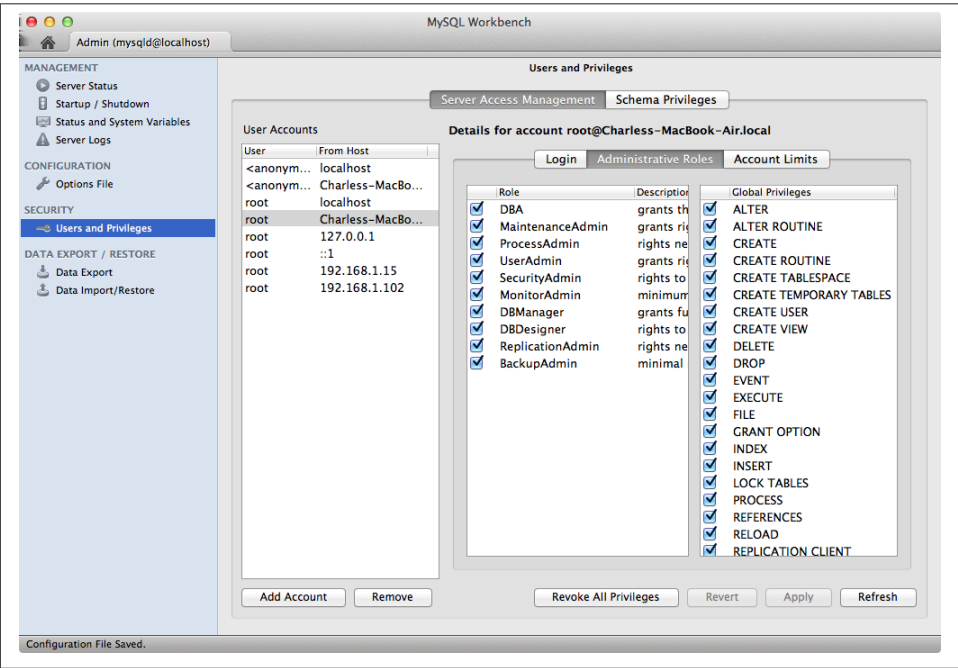 MySQL Workbench
Admin (mysqld@localhost)
MANAGEMENT
Server Status
Startup / Shutdown
Status and System Variables
Server Logs
CONFIGURATION
Options File
SECURITY
Users and Privileges
DATA EXPORT / RESTORE
Data Export
Data Import/Restore
Users and Privileges
Server Access Management
Schema Privileges
User Accounts
User From Host
<anonym... localhost
<anonym... Charless-MacBo...
root localhost
root Charless-MacBo...
root 127.0.0.1
root ::1
root 192.168.1.15
root 192.168.1.102
Add Account
Remove
Details for account root@Charless-MacBook-Air.local
Login
Administrative Roles
Account Limits
Role Description
DBA grants th
MaintenanceAdmin grants rig
ProcessAdmin rights ne
UserAdmin grants rig
SecurityAdmin rights to
MonitorAdmin minimum
DBManager grants fu
DBDesigner rights to
ReplicationAdmin rights ne
BackupAdmin minimal
Global Privileges
ALTER
ALTER ROUTINE
CREATE
CREATE ROUTINE
CREATE TABLESPACE
CREATE TEMPORARY TABLES
CREATE USER
CREATE VIEW
DELETE
DROP
EVENT
EXECUTE
FILE
GRANT OPTION
INDEX
INSERT
LOCK TABLES
PROCESS
REFERENCES
RELOAD
REPLICATION CLIENT
Revoke All Privileges
Revert
Apply
Refresh
Configuration File Saved.